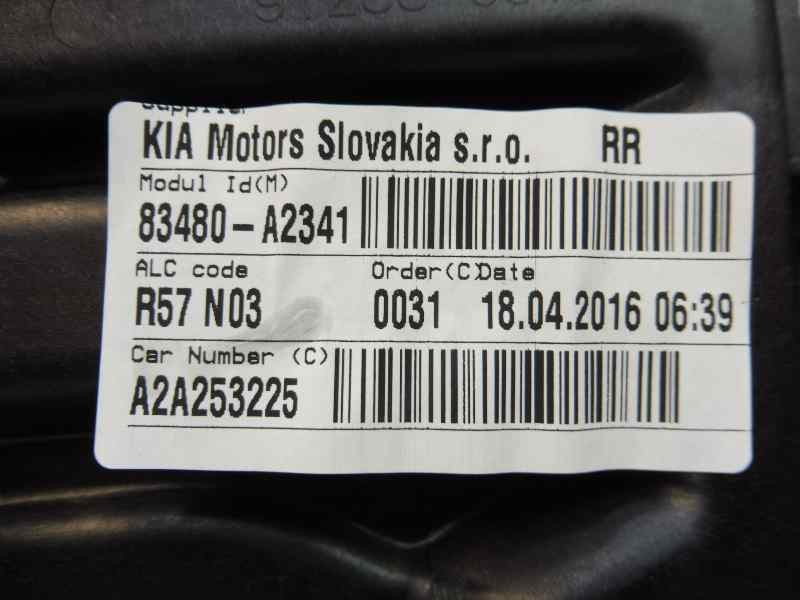 Supplier
KIA Motors Slovakia s.r.o. RR
Modul Id(M)
83480-A2341
ALC code Order(C)Date
R57 N03 0031 18.04.2016 06:39
Car Number (C)
A2A253225